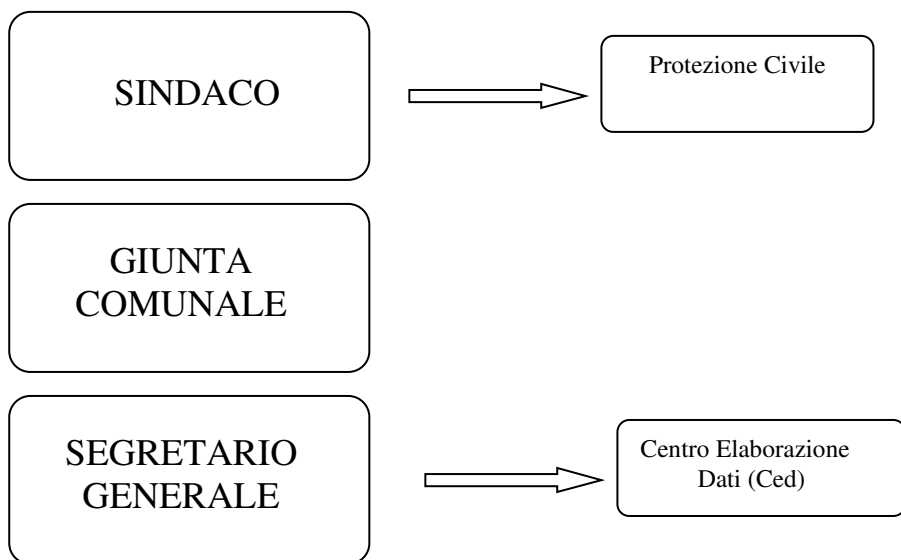 SINDACO
Protezione Civile
GIUNTA
COMUNALE
SEGRETARIO
GENERALE
Centro Elaborazione
Dati (Ced)